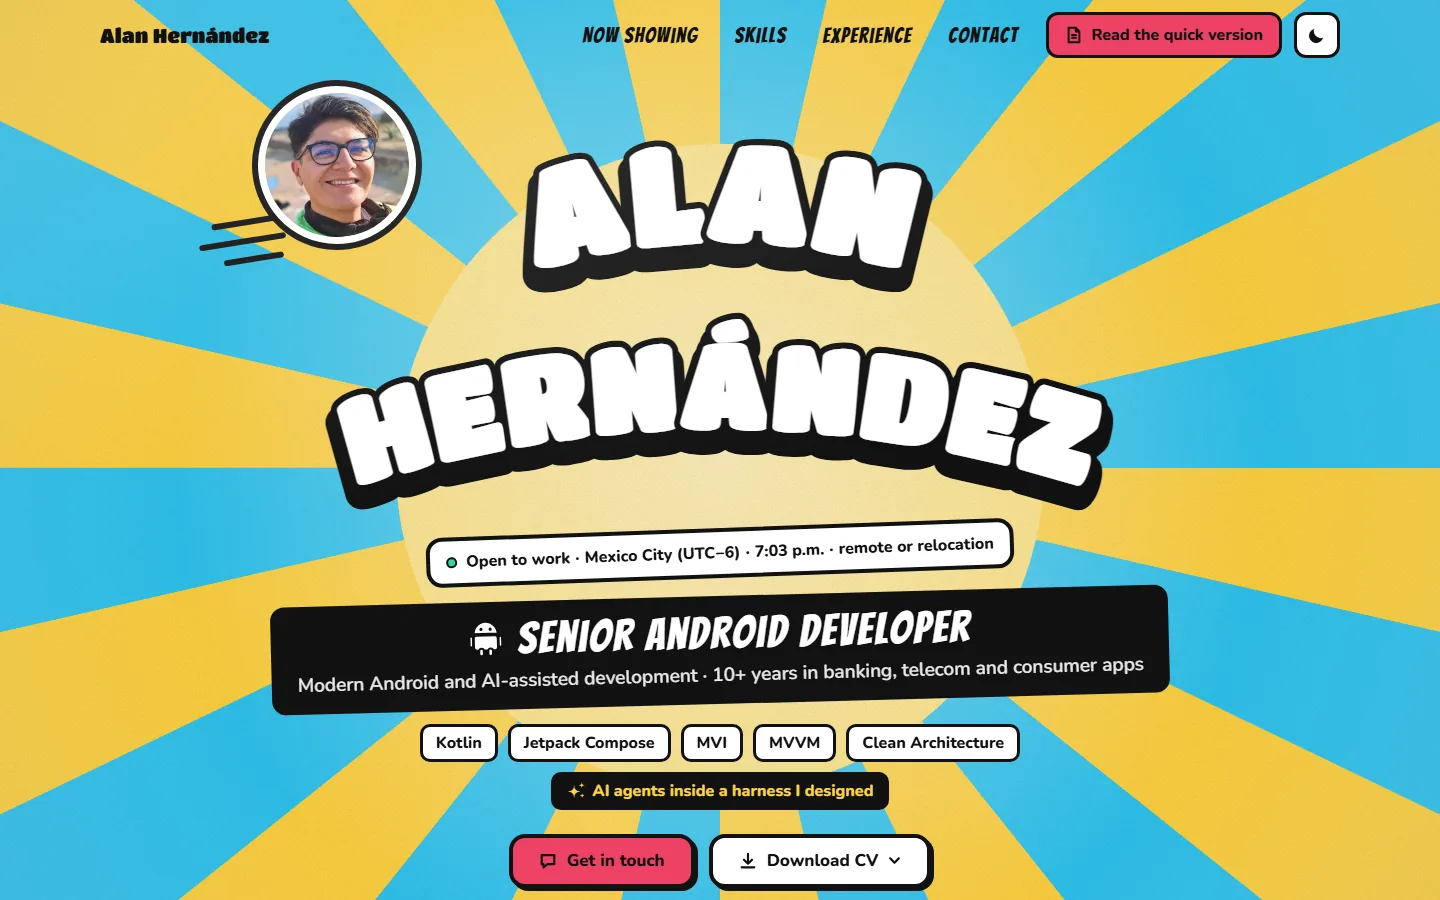 Alan Hernández
NOW SHOWING
SKILLS
EXPERIENCE
CONTACT
Read the quick version
ALAN
HERNÁNDEZ
Open to work · Mexico City (UTC−6) · 7:03 p.m. · remote or relocation
SENIOR ANDROID DEVELOPER
Modern Android and AI-assisted development · 10+ years in banking, telecom and consumer apps
Kotlin
Jetpack Compose
MVI
MVVM
Clean Architecture
AI agents inside a harness I designed
Get in touch
Download CV